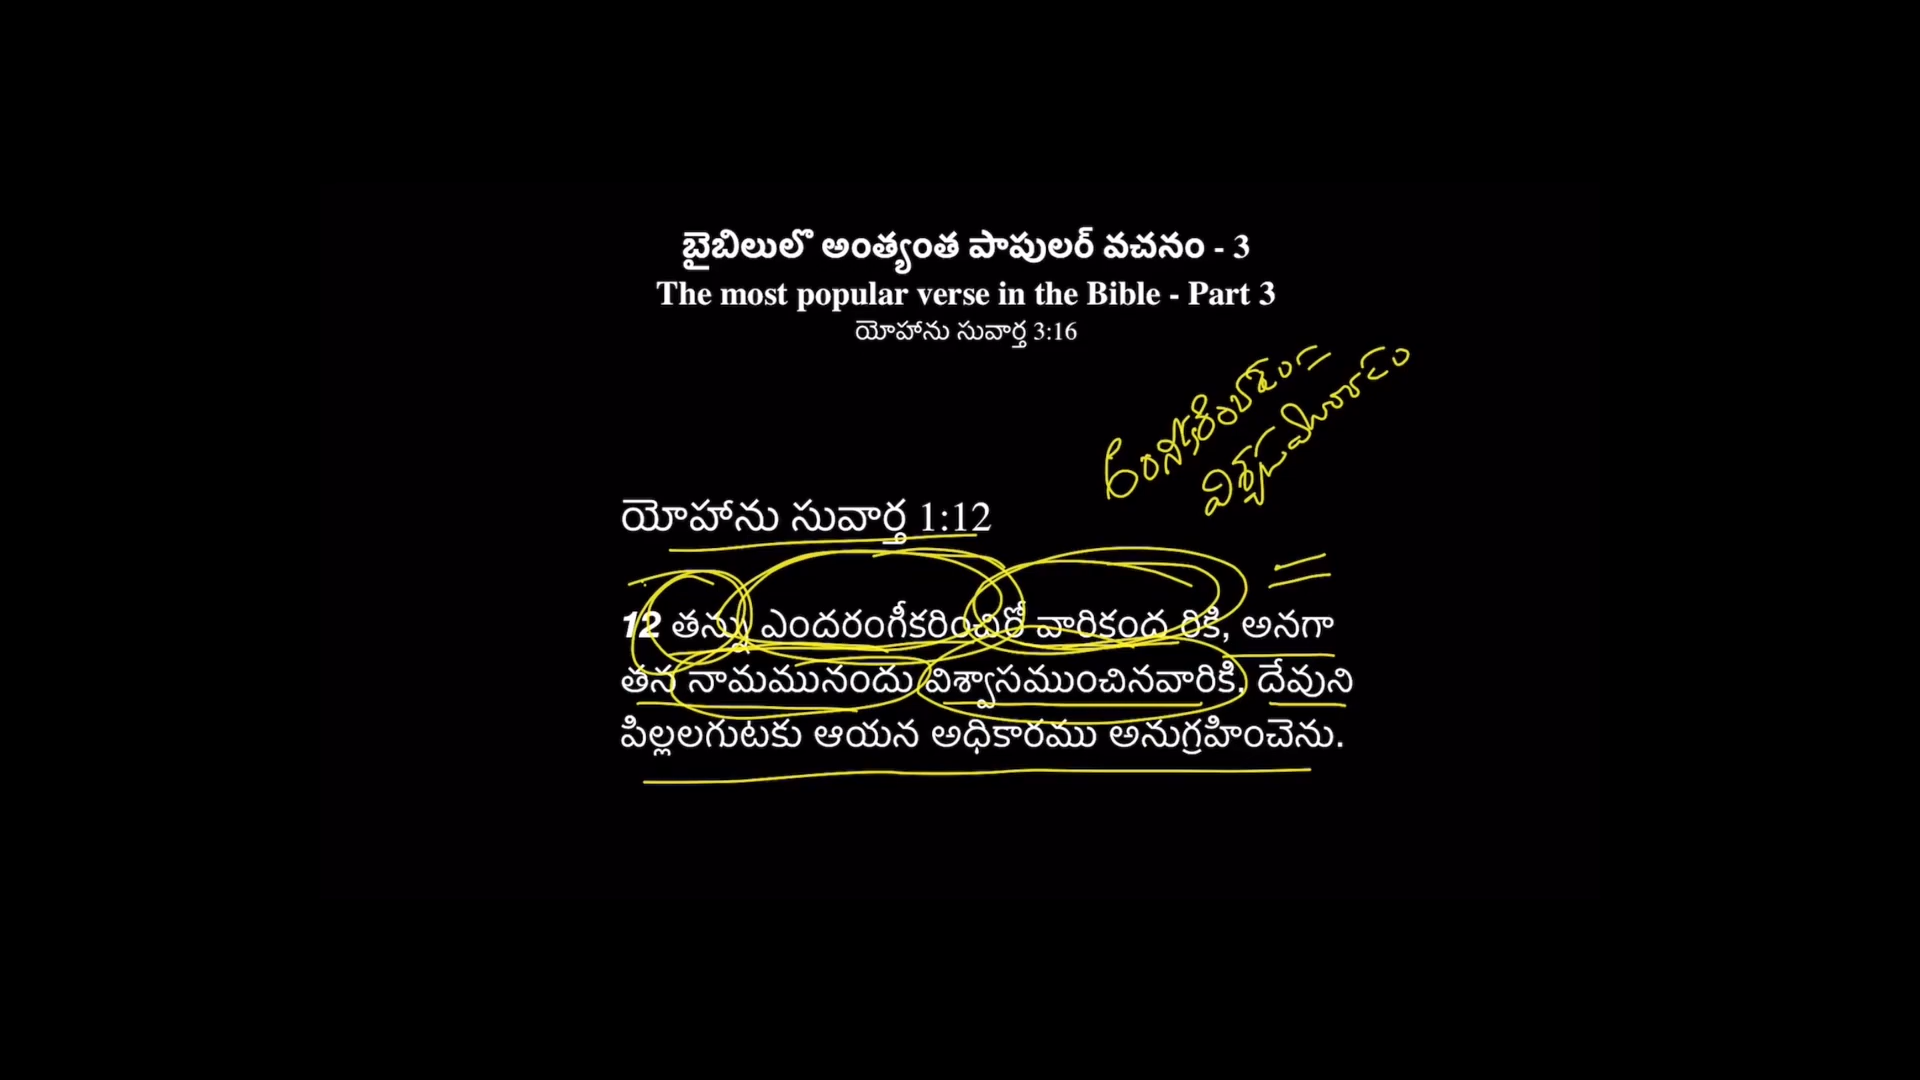 బైబిలులొ అంత్యంత పాపులర్ వచనం - 3
The most popular verse in the Bible - Part 3
యోహాను సువార్త 3:16
యోహాను సువార్త 1:12
12 తన్ను ఎందరంగీకరించిరో వారికంద రికి, అనగా
తన నామమునందు విశ్వాసముంచినవారికి, దేవుని
పిల్లలగుటకు ఆయన అధికారము అనుగ్రహించెను.